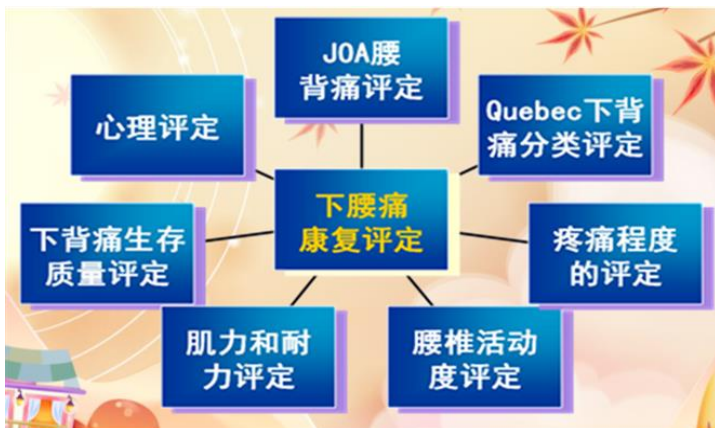 JOA腰
背痛评定
心理评定
Quebec下背
痛分类评定
下腰痛
康复评定
下背痛生存
质量评定
疼痛程度
的评定
肌力和耐
力评定
腰椎活动
度评定